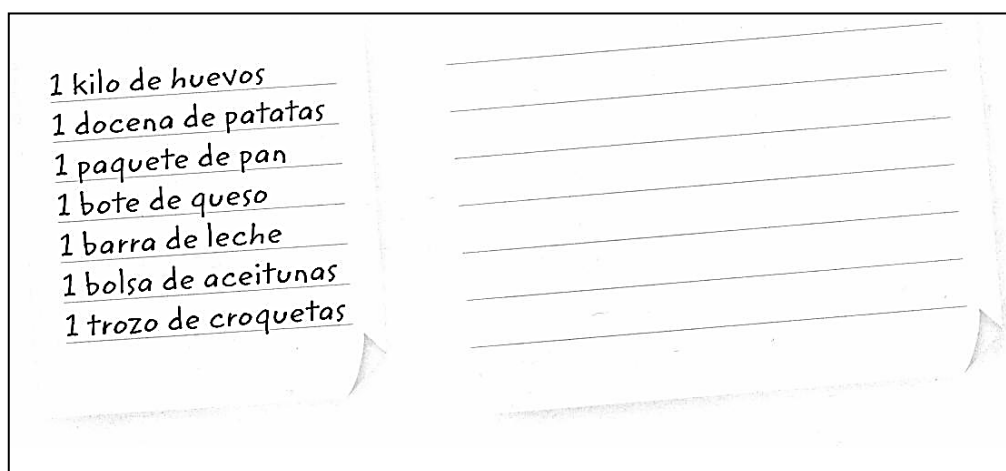 1 kilo de huevos
1 docena de patatas
1 paquete de pan
1 bote de queso
1 barra de leche
1 bolsa de aceitunas
1 trozo de croquetas